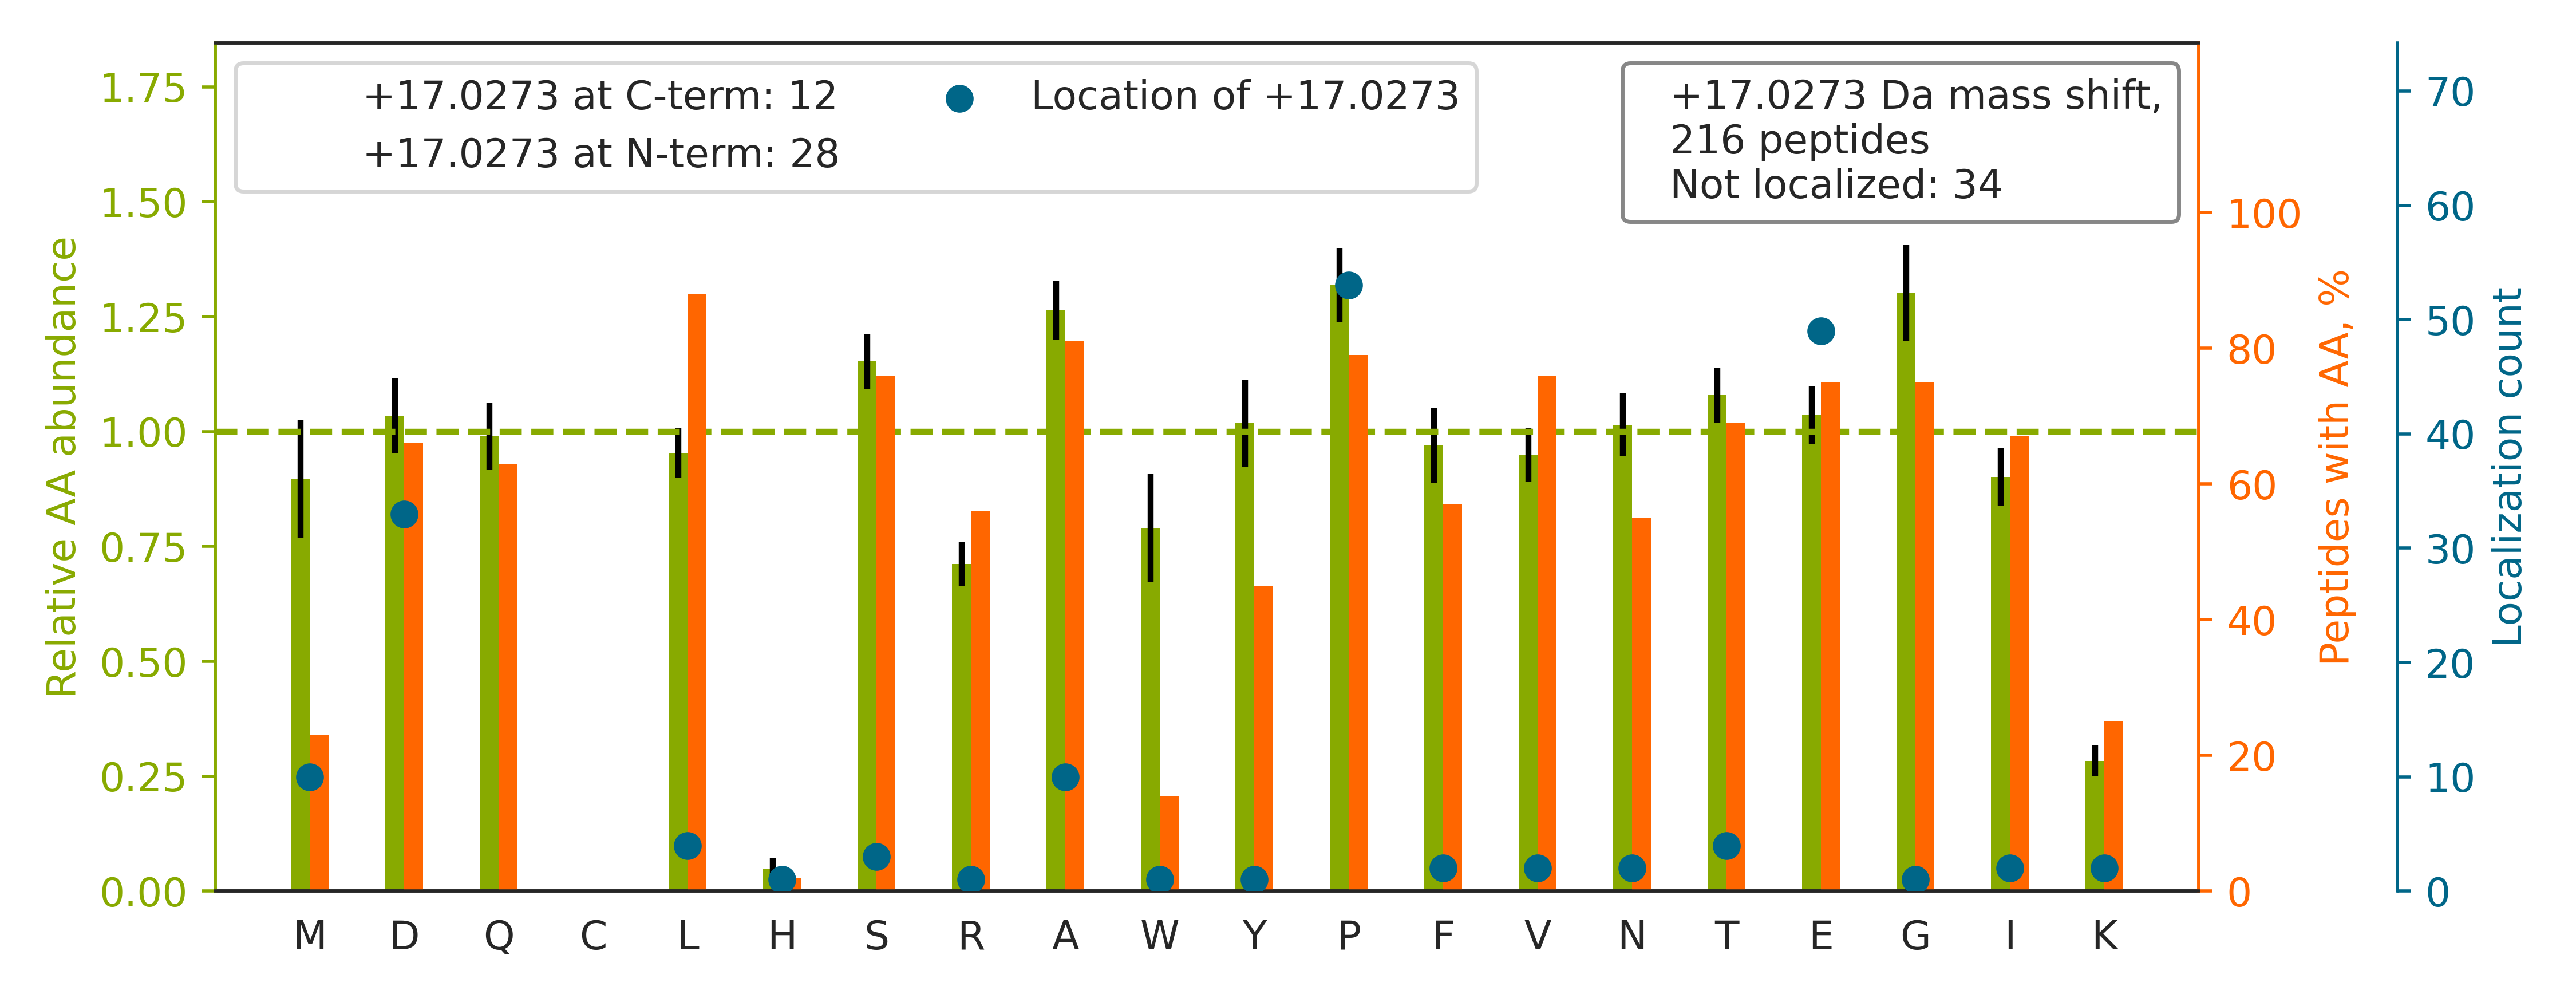 +17.0273 at C-term: 12
+17.0273 at N-term: 28
Location of +17.0273
+17.0273 Da mass shift,
216 peptides
Not localized: 34
Relative AA abundance
1.75
1.50
1.25
1.00
0.75
0.50
0.25
0.00
100
80
60
40
20
0
Peptides with AA, %
70
60
50
40
30
20
10
0
Localization count
M D Q C L H S R A W Y P F V N T E G I K